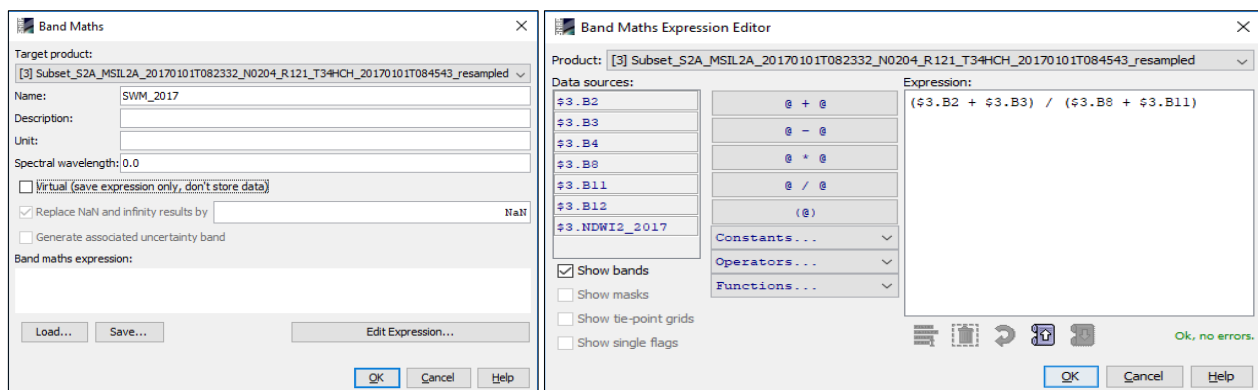 Band Maths
Target product:
[3] Subset_S2A_MSIL2A_20170101T082332_N0204_R121_T34HCH_20170101T084543_resampled
Name: SWM_2017
Description:
Unit:
Spectral wavelength: 0.0
Virtual (save expression only, don't store data)
Replace NaN and infinity results by NaN
Generate associated uncertainty band
Band maths expression:
Load... Save... Edit Expression...
OK Cancel Help
Band Maths Expression Editor
Product: [3] Subset_S2A_MSIL2A_20170101T082332_N0204_R121_T34HCH_20170101T084543_resampled
Data sources:
$3.B2
$3.B3
$3.B4
$3.B8
$3.B11
$3.B12
$3.NDWI2_2017
Show bands
Show masks
Show tie-point grids
Show single flags
@ + @
@ - @
@ * @
@ / @
(@)
Constants...
Operators...
Functions...
Expression:
($3.B2 + $3.B3) / ($3.B8 + $3.B11)
Ok, no errors.
OK Cancel Help